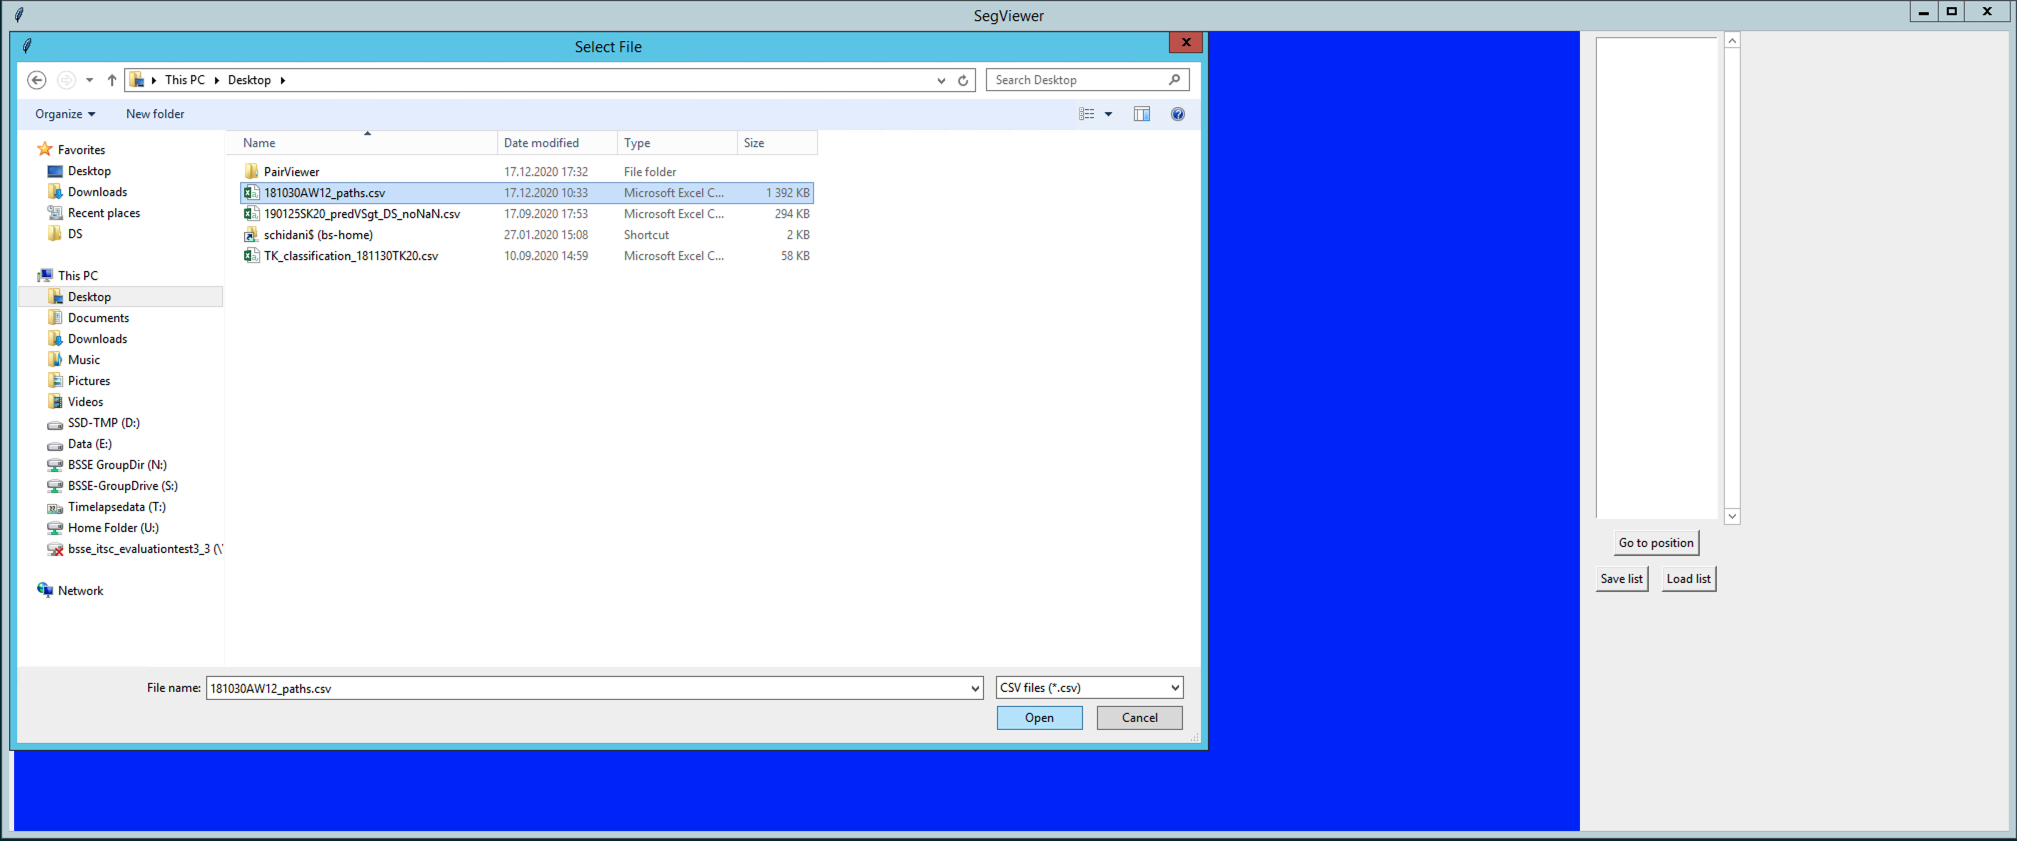 SegViewer
Select File
This PC
Desktop
Search Desktop
Organize
New folder
Name
Date modified
Type
Size
PairViewer 17.12.2020 17:32 File folder
181030AW12_paths.csv 17.12.2020 10:33 Microsoft Excel C... 1 392 KB
190125SK20_predVSgt_DS_noNaN.csv 17.09.2020 17:53 Microsoft Excel C... 294 KB
schidani$ (bs-home) 27.01.2020 15:08 Shortcut 2 KB
TK_classification_181130TK20.csv 10.09.2020 14:59 Microsoft Excel C... 58 KB
Favorites
Desktop
Downloads
Recent places
DS
This PC
Desktop
Documents
Downloads
Music
Pictures
Videos
SSD-TMP (D:)
Data (E:)
BSSE GroupDir (N:)
BSSE-GroupDrive (S:)
Timelapsedata (T:)
Home Folder (U:)
bsse_itsc_evaluationtest3_3 (\'
Network
File name: 181030AW12_paths.csv
CSV files (*.csv)
Open
Cancel
Go to position
Save list
Load list